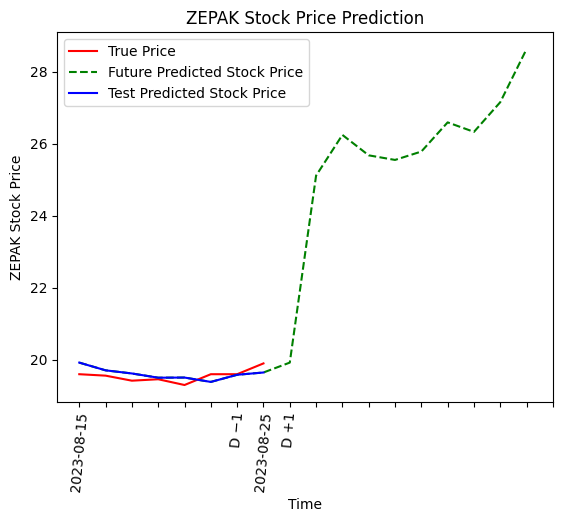 ZEPAK Stock Price Prediction
True Price
Future Predicted Stock Price
Test Predicted Stock Price
ZEPAK Stock Price
28
26
24
22
20
2023-08-15
D −1
2023-08-25
D +1
Time